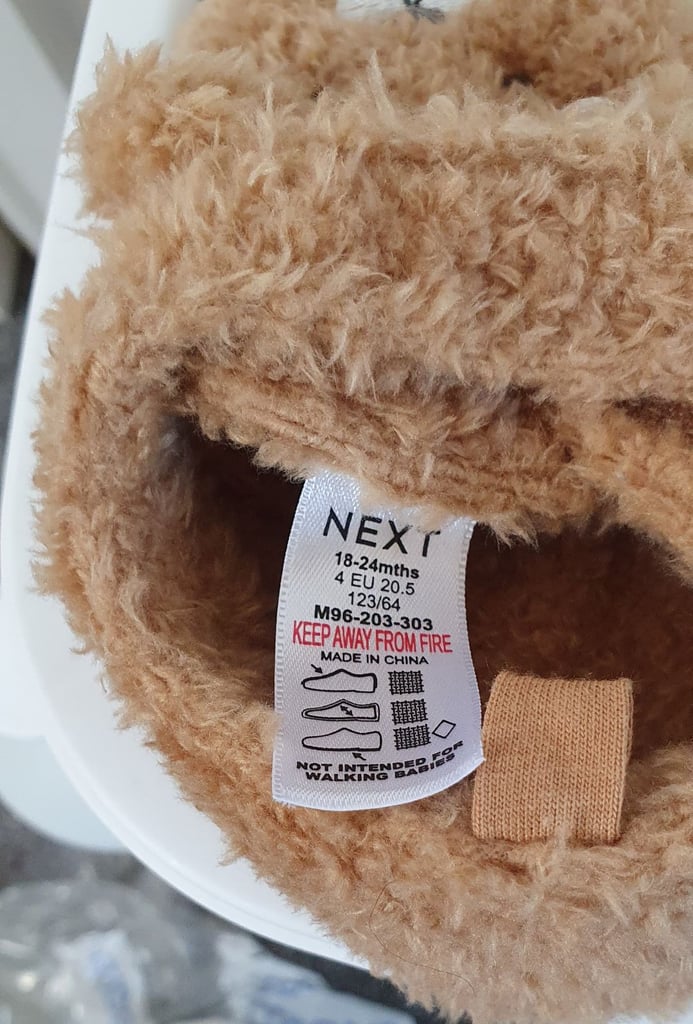 NEXT
18-24mths
4 EU 20.5
123/64
M96-203-303
KEEP AWAY FROM FIRE
MADE IN CHINA
NOT INTENDED FOR
WALKING BABIES